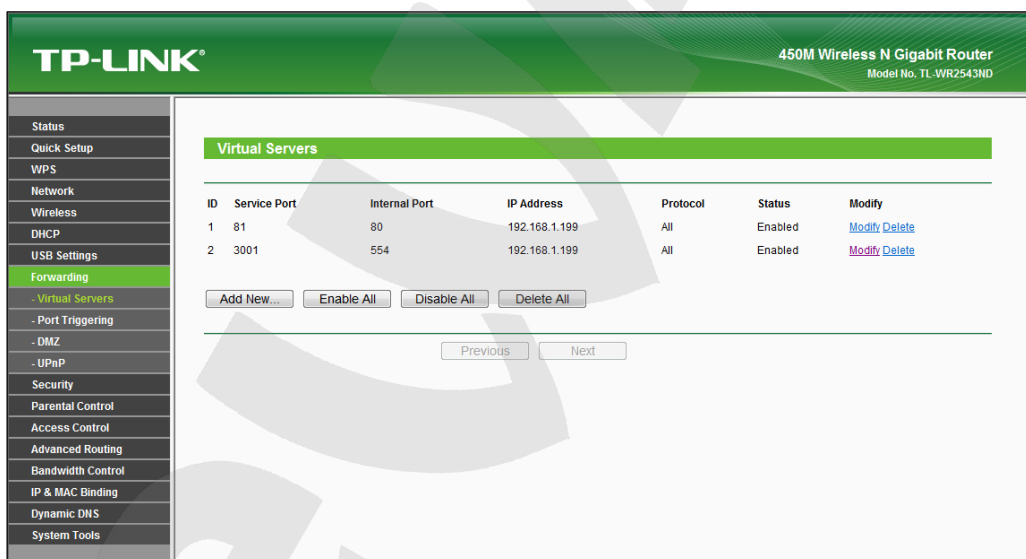 TP-LINK®
450M Wireless N Gigabit Router
Model No. TL-WR2543ND
Status
Quick Setup
WPS
Network
Wireless
DHCP
USB Settings
Forwarding
- Virtual Servers
- Port Triggering
- DMZ
- UPnP
Security
Parental Control
Access Control
Advanced Routing
Bandwidth Control
IP & MAC Binding
Dynamic DNS
System Tools
Virtual Servers
ID Service Port Internal Port IP Address Protocol Status Modify
1 81 80 192.168.1.199 All Enabled Modify Delete
2 3001 554 192.168.1.199 All Enabled Modify Delete
Add New... Enable All Disable All Delete All
Previous Next